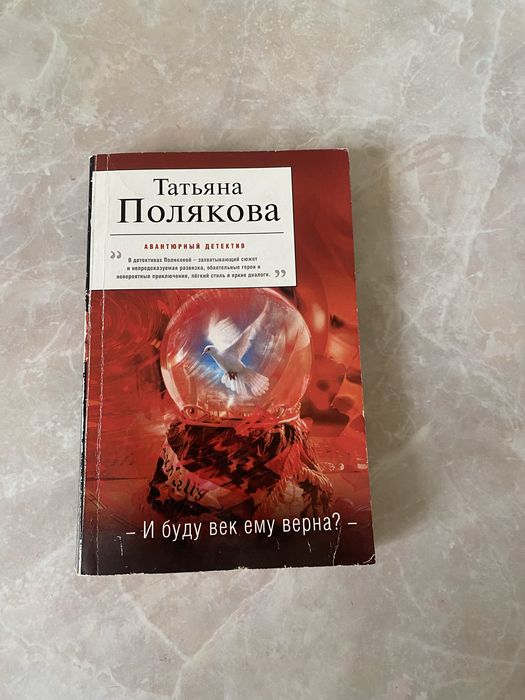 Татьяна
Полякова
АВАНТЮРНЫЙ ДЕТЕКТИВ
" В детективах Поляковой – захватывающий сюжет
и непредсказуемая развязка, обаятельные герои и
невероятные приключения, лёгкий стиль и яркие диалоги. "
– И буду век ему верна? –